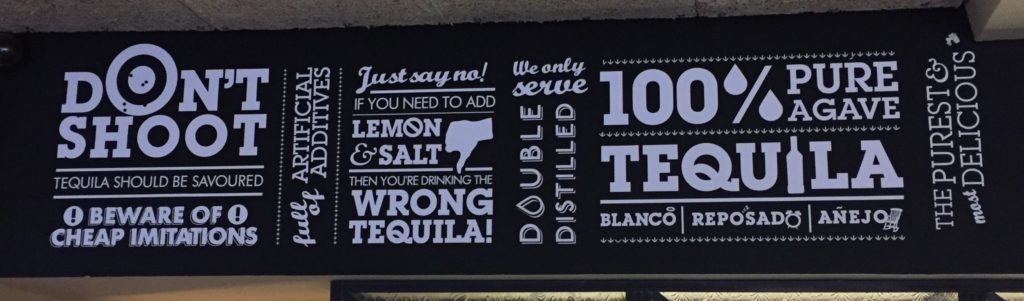 DON'T
SHOOT
TEQUILA SHOULD BE SAVOURED
BEWARE OF
CHEAP IMITATIONS
fully of ARTIFICIAL
ADDITIVES
Just say no!
IF YOU NEED TO ADD
LEMON
& SALT
THEN YOU'RE DRINKING THE
WRONG
TEQUILA!
We only
serve
DOUBLE
DISTILLED
100% PURE
AGAVE
TEQUILA
BLANCO | REPOSADO | AÑEJO
THE PUREST &
most DELICIOUS